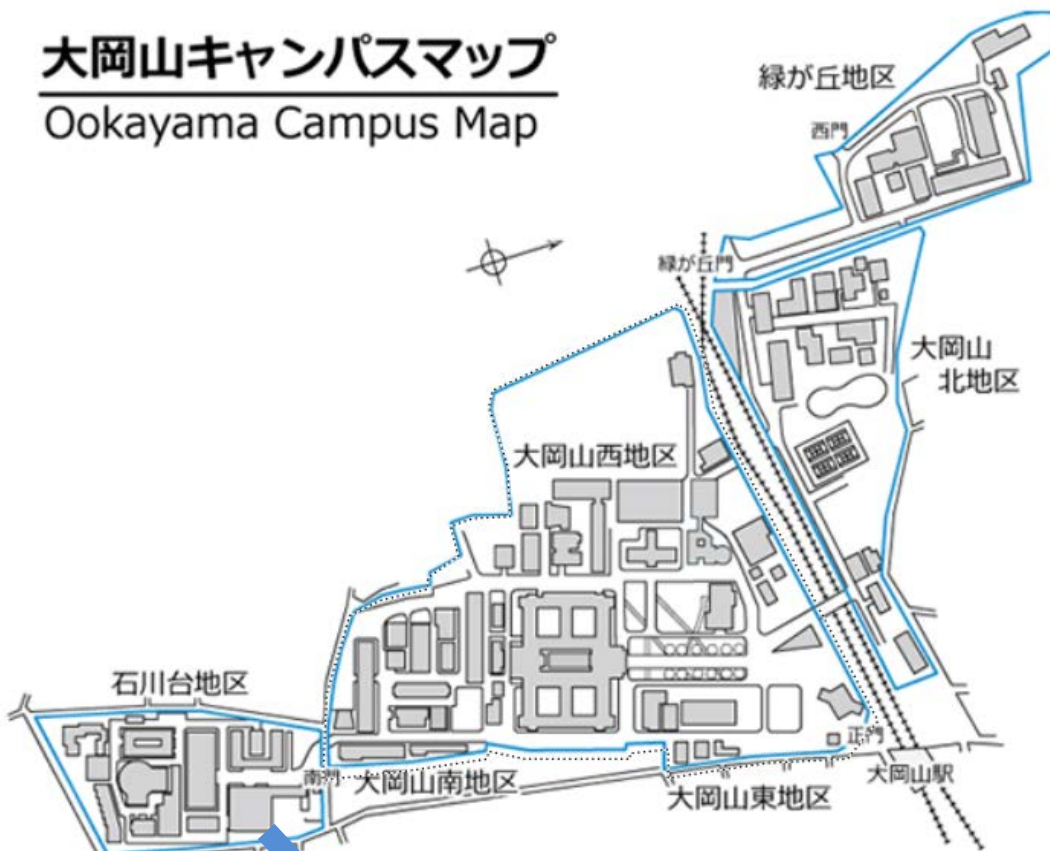 大岡山キャンパスマップ
Ookayama Campus Map
緑が丘地区
西門
緑が丘門
大岡山
北地区
大岡山西地区
石川台地区
正門
南門
大岡山南地区
大岡山駅
大岡山東地区